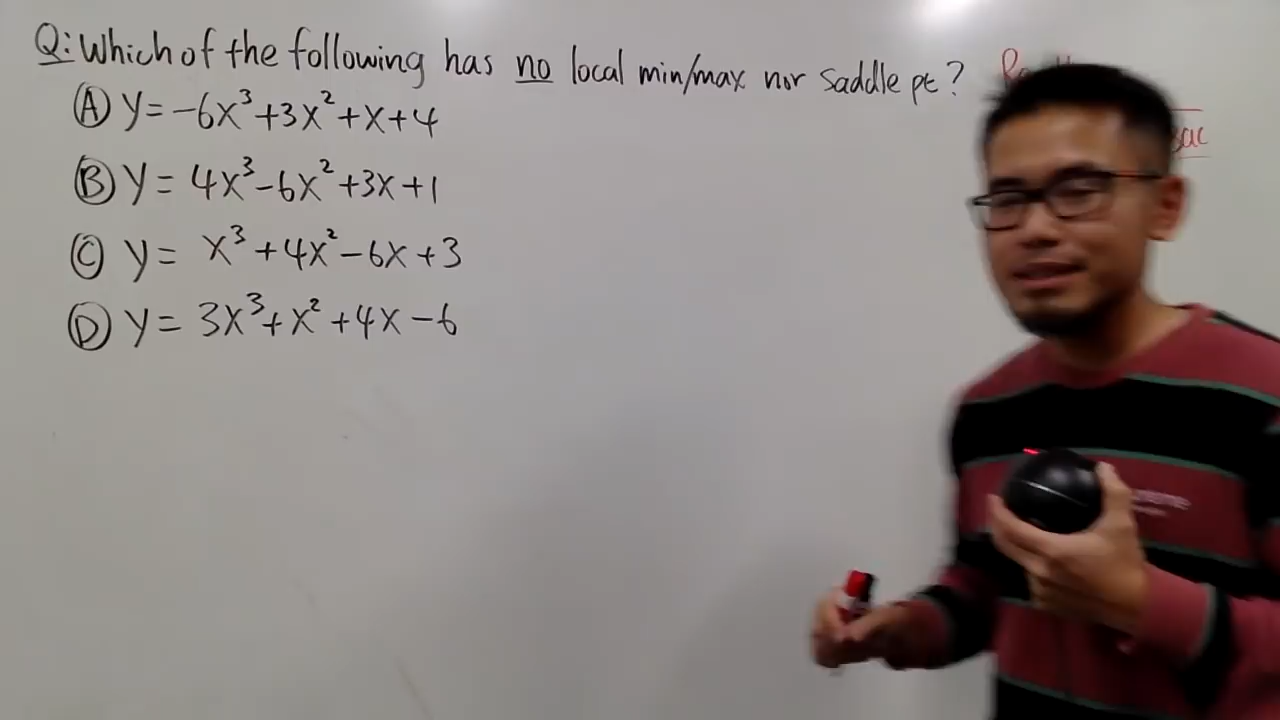 Q: Which of the following has no local min/max nor saddle pt?
Ⓐ y = -6x³+3x²+x+4
Ⓑ y = 4x³-6x²+3x+1
Ⓒ y = x³+4x²-6x+3
Ⓓ y = 3x³+x²+4x-6